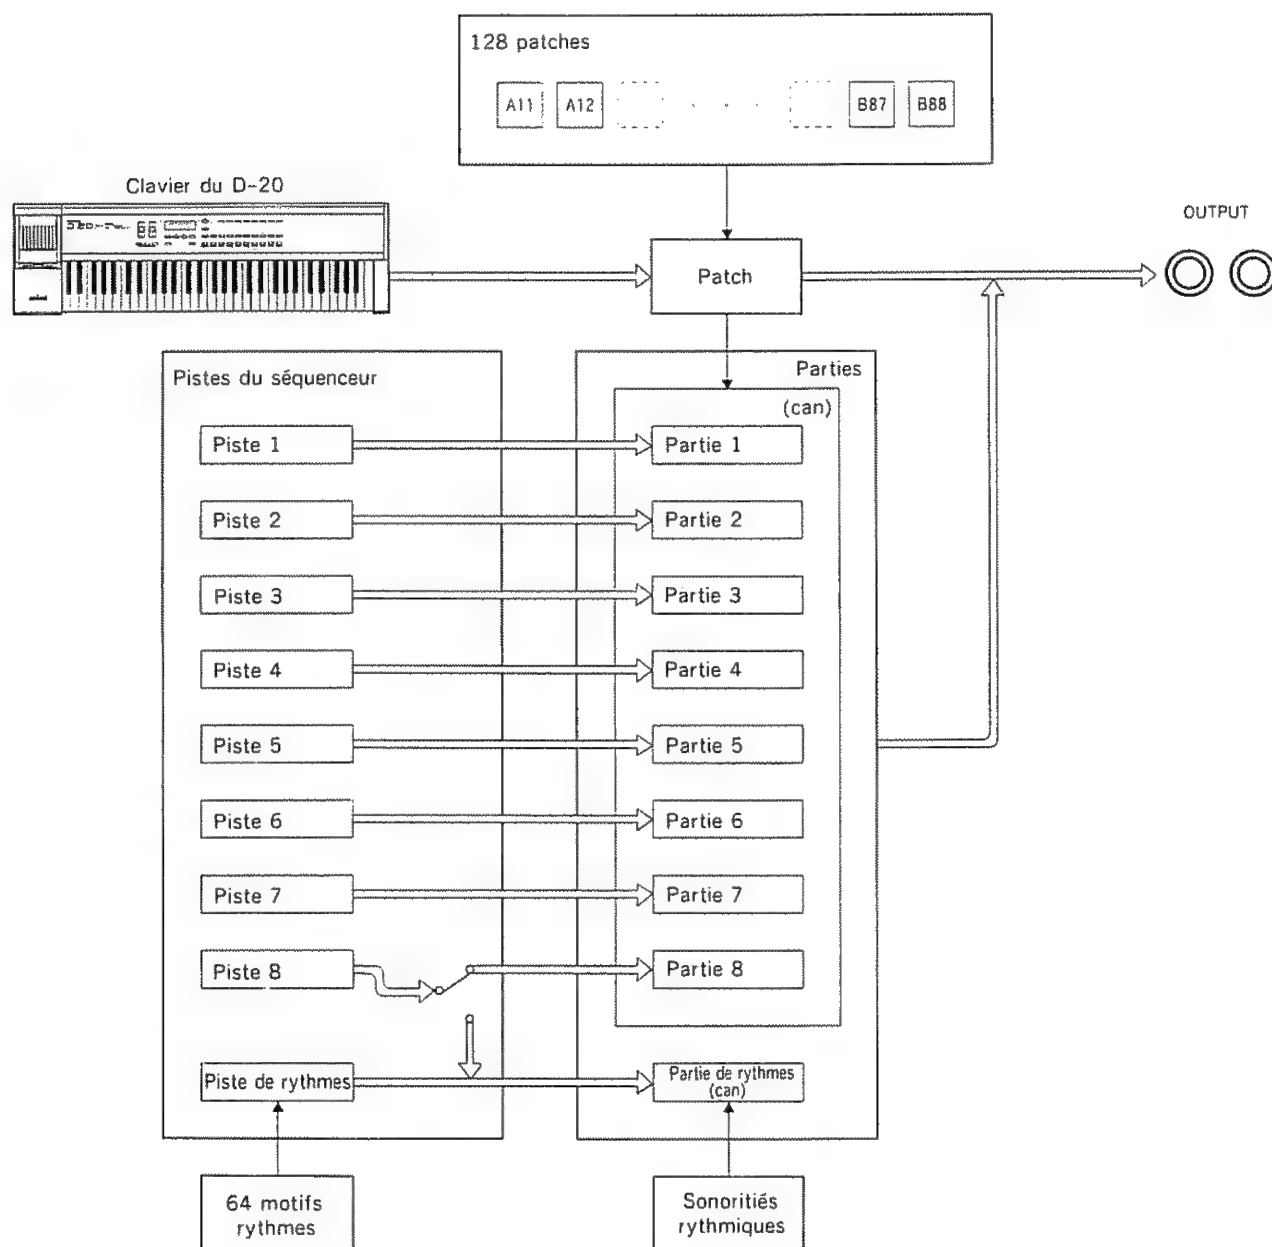 128 patches
A11 A12 B87 B88
Clavier du D-20
OUTPUT
Patch
Pistes du séquenceur
Parties
(can)
Piste 1
Partie 1
Piste 2
Partie 2
Piste 3
Partie 3
Piste 4
Partie 4
Piste 5
Partie 5
Piste 6
Partie 6
Piste 7
Partie 7
Piste 8
Partie 8
Piste de rythmes
Partie de rythmes
(can)
64 motifs
rythmes
Sonoritiés
rythmiques